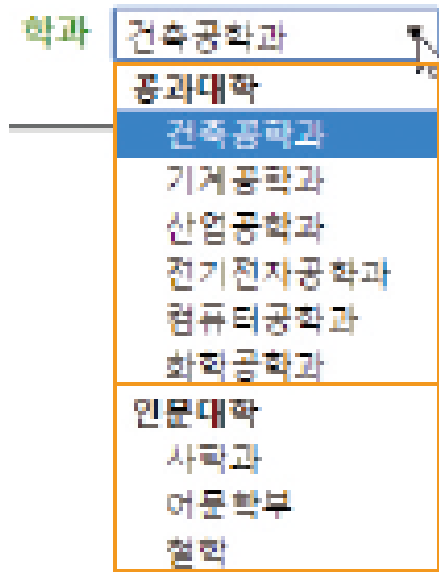 학과 건축공학과
공과대학
건축공학과
기계공학과
산업공학과
전기전자공학과
컴퓨터공학과
화학공학과
인문대학
사학과
어문학부
철학